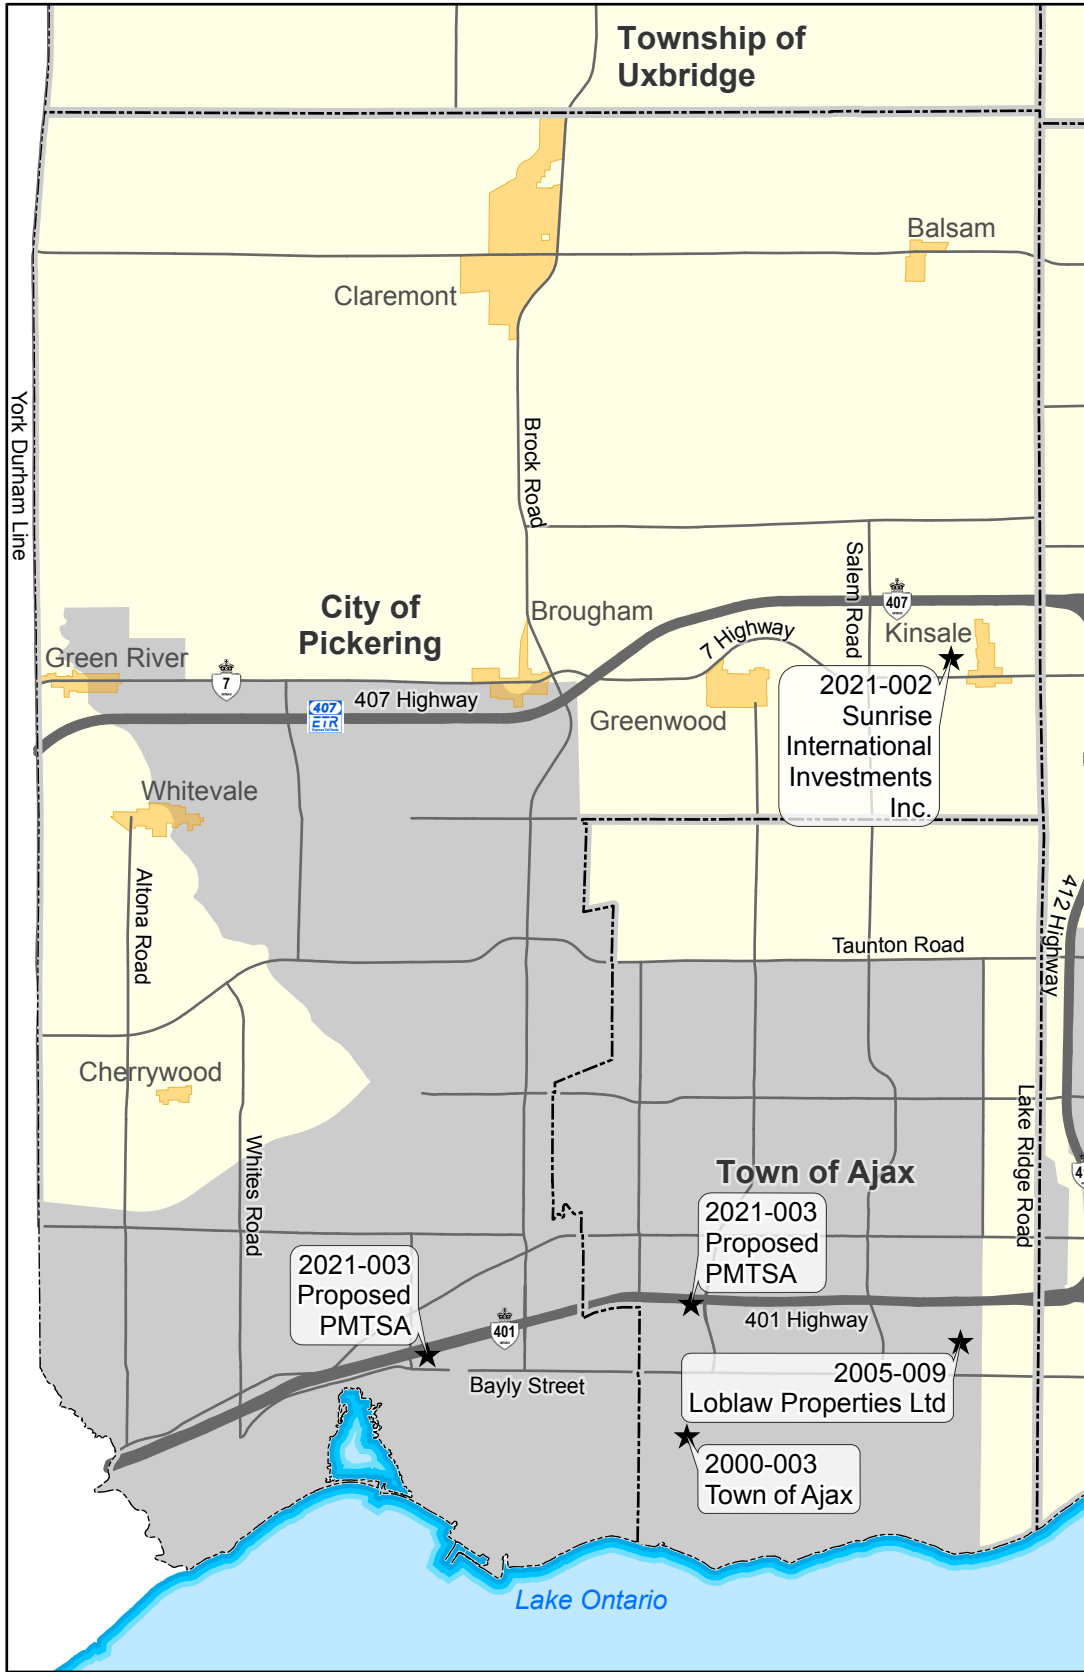 Township of
Uxbridge
Balsam
Claremont
York Durham Line
Brock Road
Salem Road
407
City of
Pickering
Brougham
7 Highway
Kinsale
Green River
7
407 Highway
407
ETR
Greenwood
2021-002
Sunrise
International
Investments
Inc.
Whitevale
Altona Road
412 Highway
Taunton Road
Cherrywood
Lake Ridge Road
Whites Road
Town of Ajax
41
2021-003
Proposed
PMTSA
2021-003
Proposed
PMTSA
401
401 Highway
Bayly Street
2005-009
Loblaw Properties Ltd
2000-003
Town of Ajax
Lake Ontario